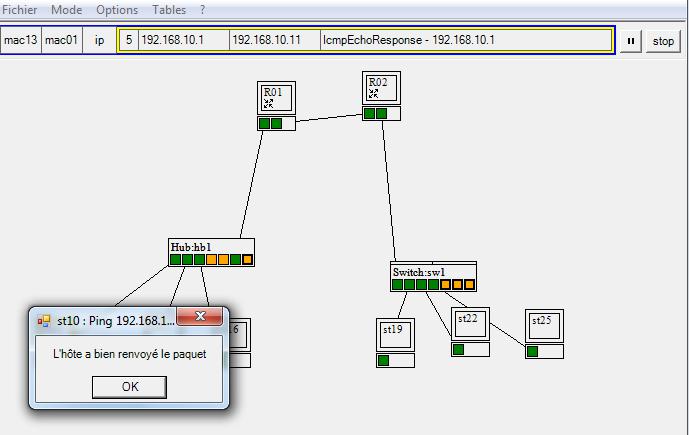 Fichier Mode Options Tables ?
mac13 mac01 ip 5 192.168.10.1 192.168.10.11 IcmpEchoResponse - 192.168.10.1 stop
R01
R02
Hub:hb1
Switch:sw1
st10 : Ping 192.168.1...
L'hôte a bien renvoyé le paquet
OK
st19
st22
st25